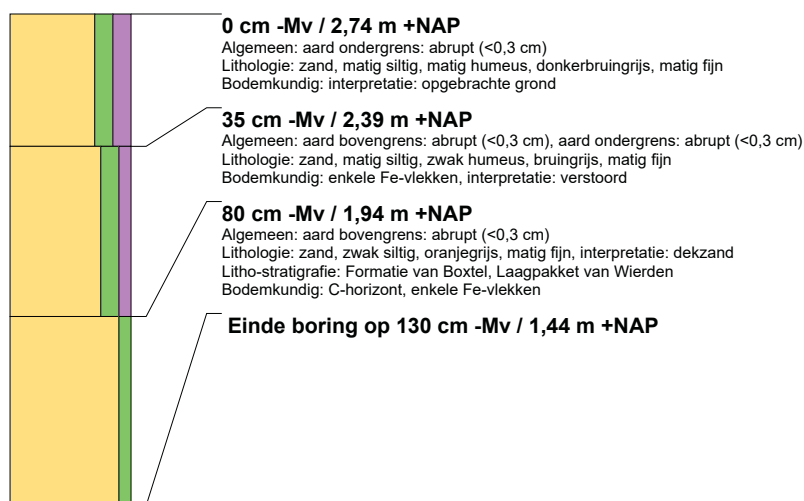 0 cm -Mv / 2,74 m +NAP
Algemeen: aard ondergrens: abrupt (<0,3 cm)
Lithologie: zand, matig siltig, matig humeus, donkerbruingrijs, matig fijn
Bodemkundig: interpretatie: opgebrachte grond
35 cm -Mv / 2,39 m +NAP
Algemeen: aard bovengrens: abrupt (<0,3 cm), aard ondergrens: abrupt (<0,3 cm)
Lithologie: zand, matig siltig, zwak humeus, bruingrijs, matig fijn
Bodemkundig: enkele Fe-vlekken, interpretatie: verstoord
80 cm -Mv / 1,94 m +NAP
Algemeen: aard bovengrens: abrupt (<0,3 cm)
Lithologie: zand, zwak siltig, oranjegrijs, matig fijn, interpretatie: dekzand
Litho-stratigrafie: Formatie van Boxtel, Laagpakket van Wierden
Bodemkundig: C-horizont, enkele Fe-vlekken
Einde boring op 130 cm -Mv / 1,44 m +NAP